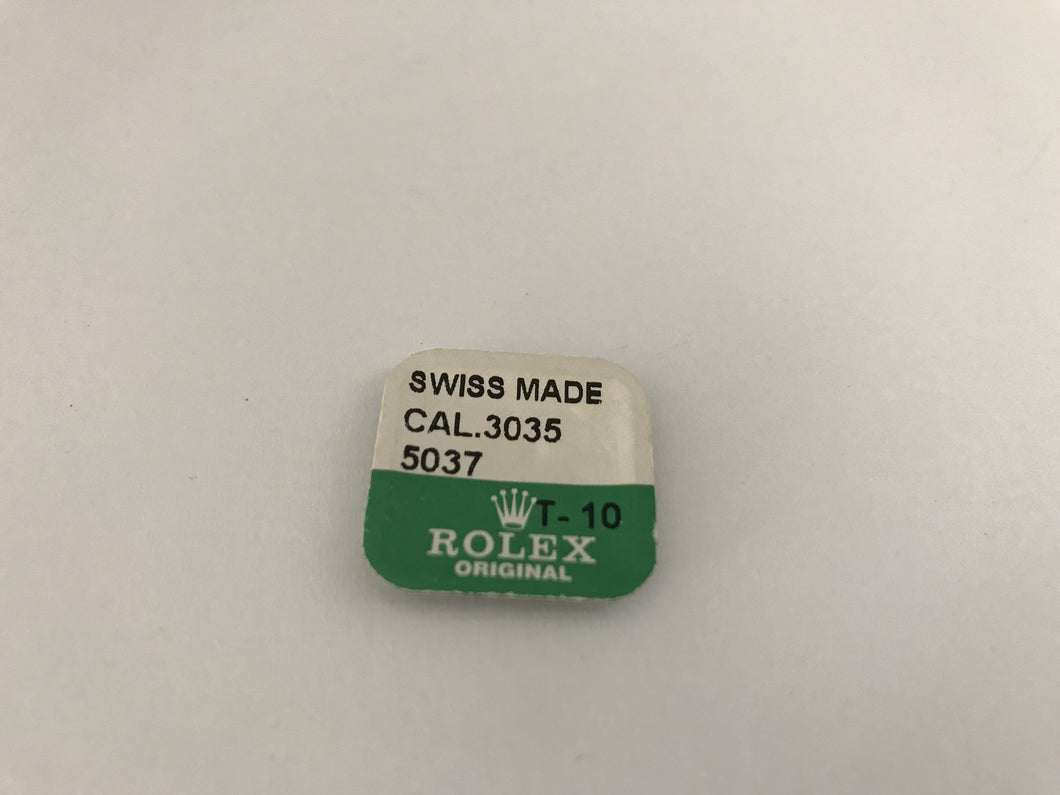 SWISS MADE
CAL.3035
5037
T- 10
ROLEX
ORIGINAL